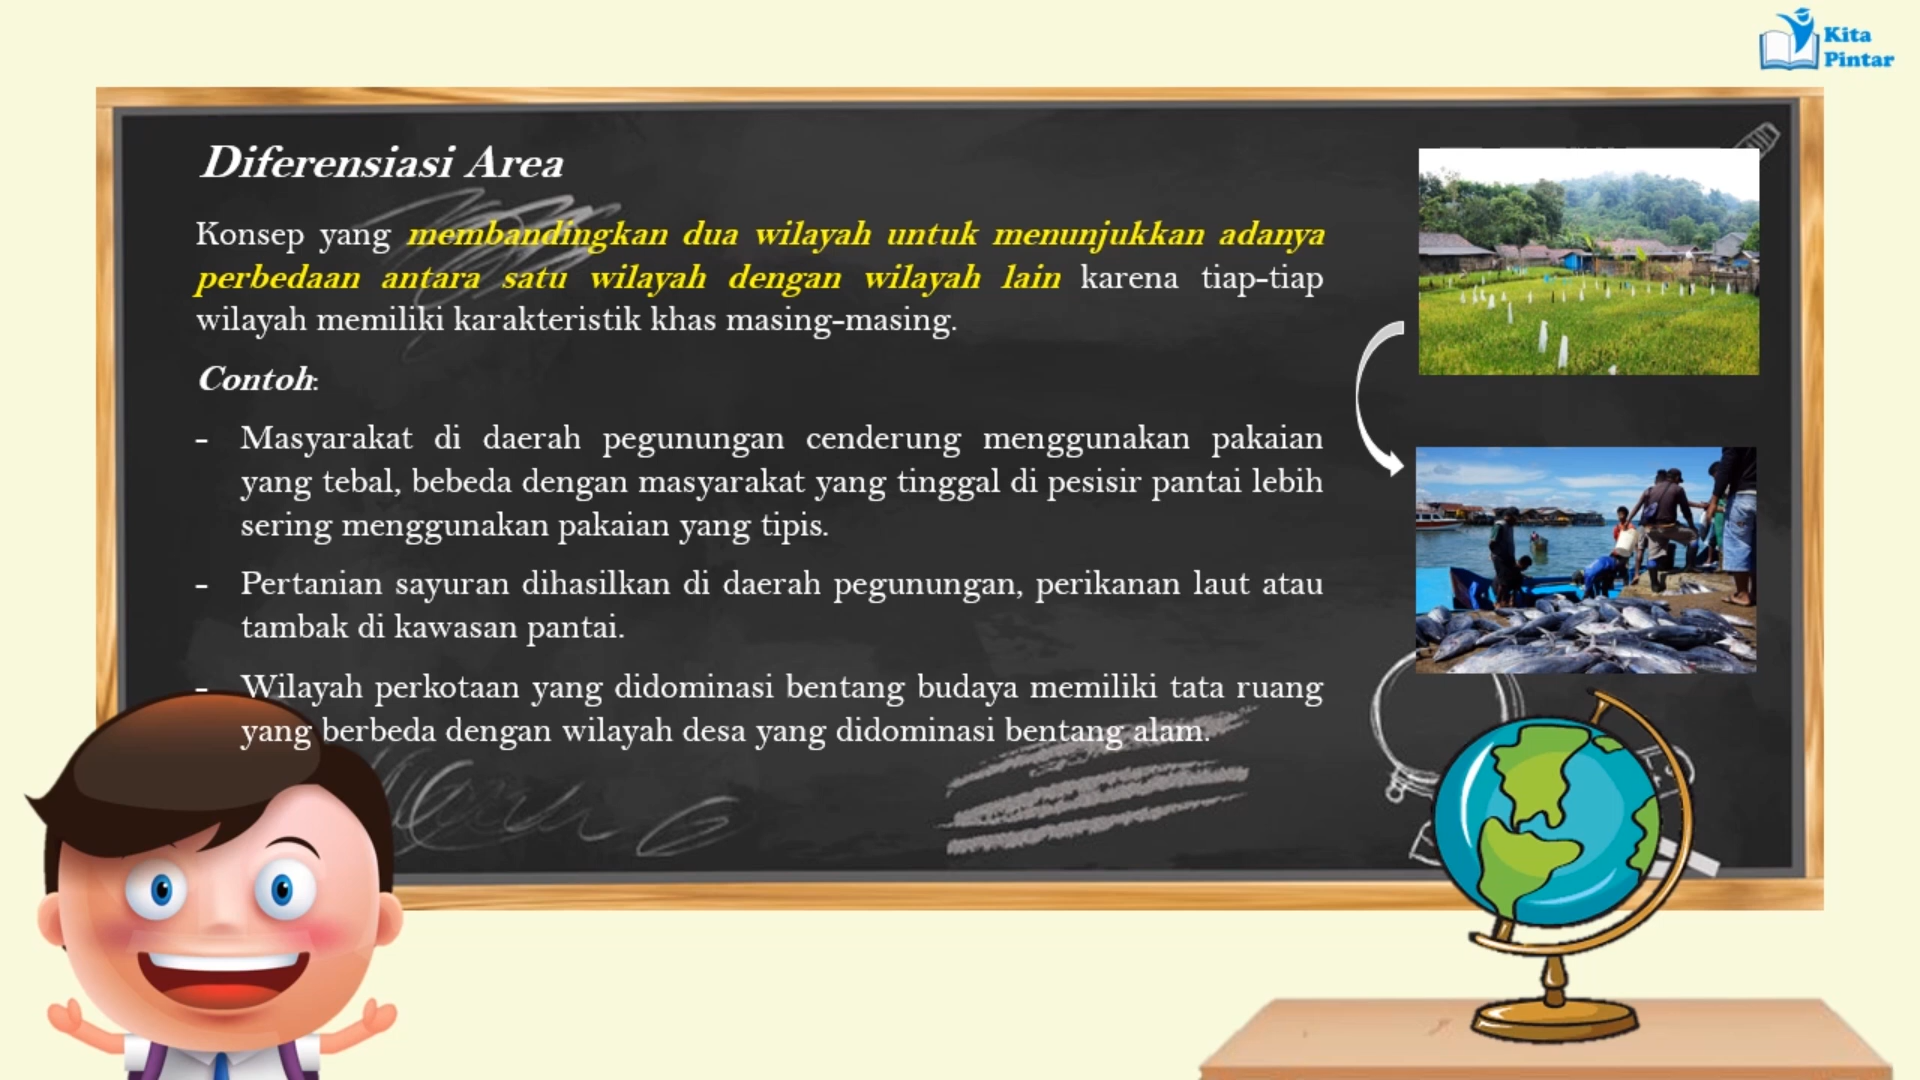 Kita
Pintar
Diferensiasi Area
Konsep yang membandingkan dua wilayah untuk menunjukkan adanya
perbedaan antara satu wilayah dengan wilayah lain karena tiap-tiap
wilayah memiliki karakteristik khas masing-masing.
Contoh:
- Masyarakat di daerah pegunungan cenderung menggunakan pakaian
yang tebal, bebeda dengan masyarakat yang tinggal di pesisir pantai lebih
sering menggunakan pakaian yang tipis.
- Pertanian sayuran dihasilkan di daerah pegunungan, perikanan laut atau
tambak di kawasan pantai.
- Wilayah perkotaan yang didominasi bentang budaya memiliki tata ruang
yang berbeda dengan wilayah desa yang didominasi bentang alam.